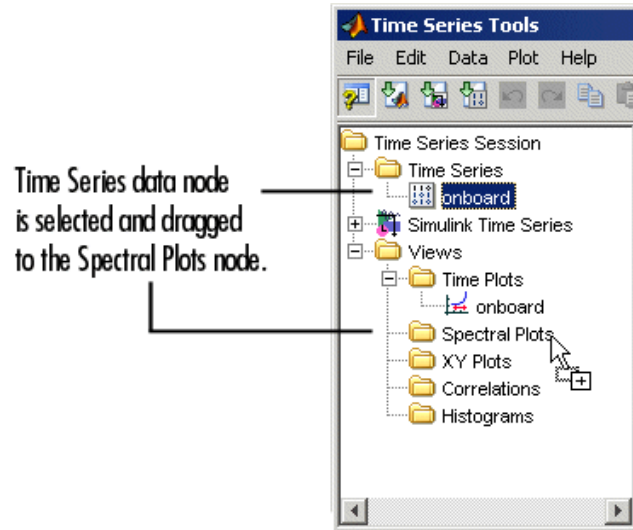 Time Series Tools
File Edit Data Plot Help
Time Series Session
Time Series
onboard
Simulink Time Series
Views
Time Plots
onboard
Spectral Plots
XY Plots
Correlations
Histograms
Time Series data node
is selected and dragged
to the Spectral Plots node.